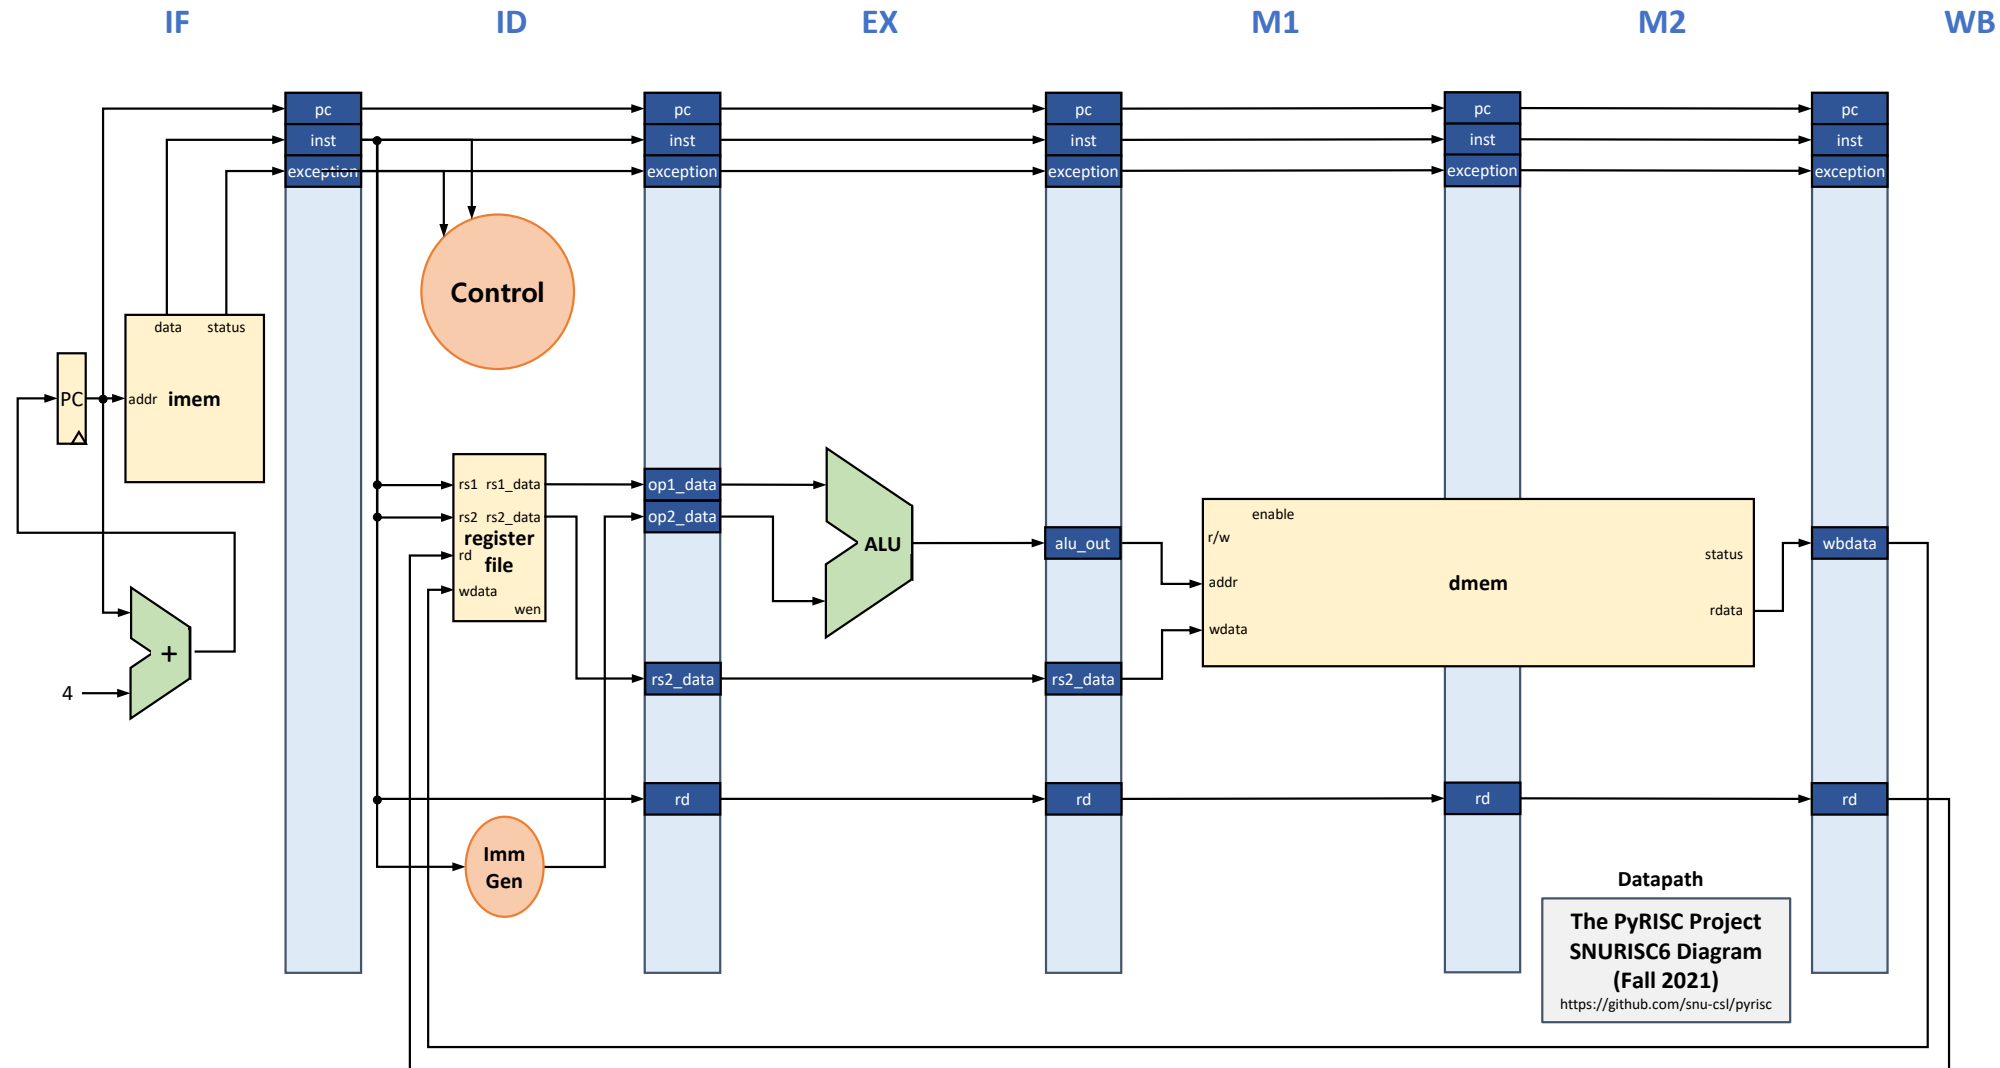 IF ID EX M1 M2 WB
pc pc pc pc pc
inst inst inst inst inst
exception exception exception exception exception
Control
data status
PC
addr imem
rs1 rs1_data
rs2 rs2_data
register
file
rd
wdata
wen
op1_data
op2_data
ALU
alu_out
enable
r/w
addr
wdata
dmem
status
rdata
wbdata
+
4
rs2_data rs2_data
rd rd rd rd
Imm
Gen
Datapath
The PyRISC Project
SNURISC6 Diagram
(Fall 2021)
https://github.com/snu-csl/pyrisc